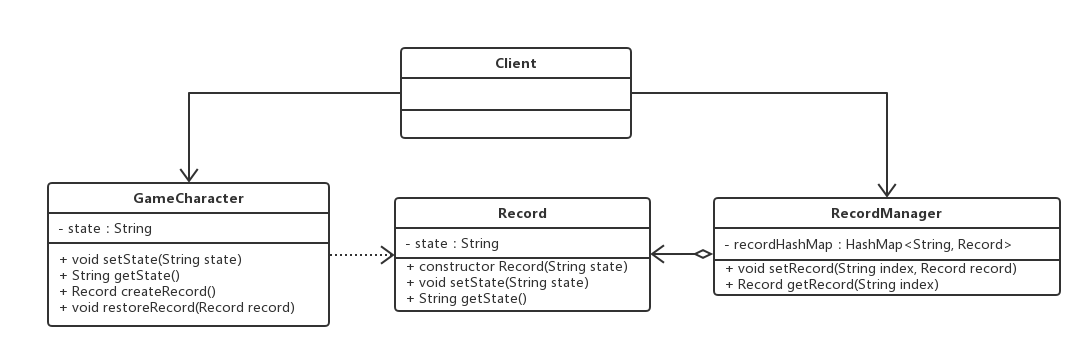 Client
GameCharacter
- state : String
+ void setState(String state)
+ String getState()
+ Record createRecord()
+ void restoreRecord(Record record)
Record
- state : String
+ constructor Record(String state)
+ void setState(String state)
+ String getState()
RecordManager
- recordHashMap : HashMap<String, Record>
+ void setRecord(String index, Record record)
+ Record getRecord(String index)